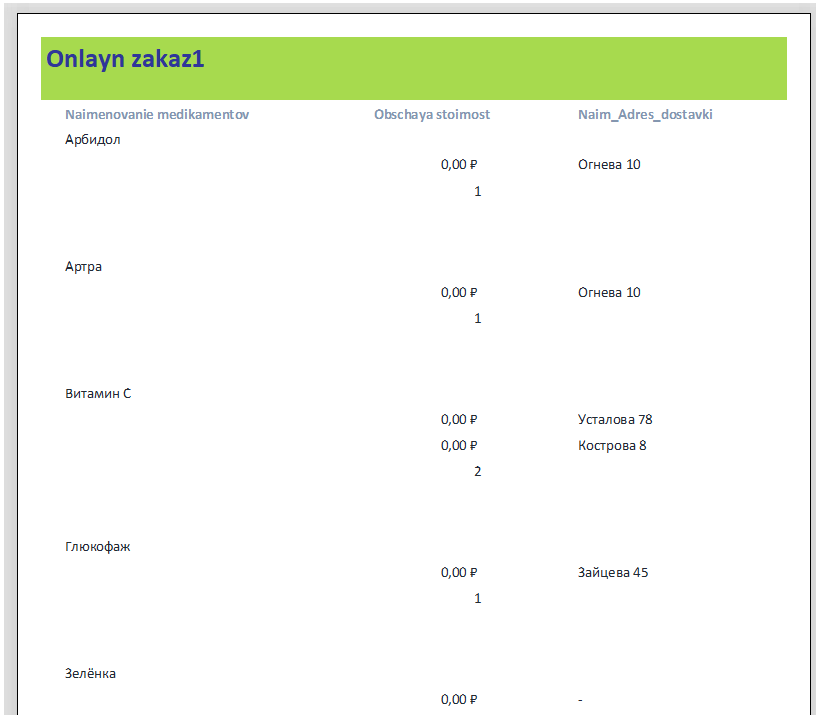 Onlayn zakaz1
Naimenovanie medikamentov Obschaya stoimost Naim_Adres_dostavki
Арбидол
0,00 ₽ Огнева 10
1
Артра
0,00 ₽ Огнева 10
1
Витамин С
0,00 ₽ Усталова 78
0,00 ₽ Кострова 8
2
Глюкофаж
0,00 ₽ Зайцева 45
1
Зелёнка
0,00 ₽ -